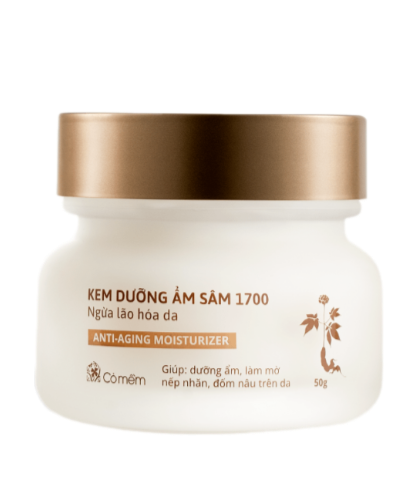 KEM DƯỠNG ẨM SÂM 1700
Ngừa lão hóa da
ANTI-AGING MOISTURIZER
Cỏ mềm
Giúp: dưỡng ẩm, làm mờ
nếp nhăn, đốm nâu trên da
50g